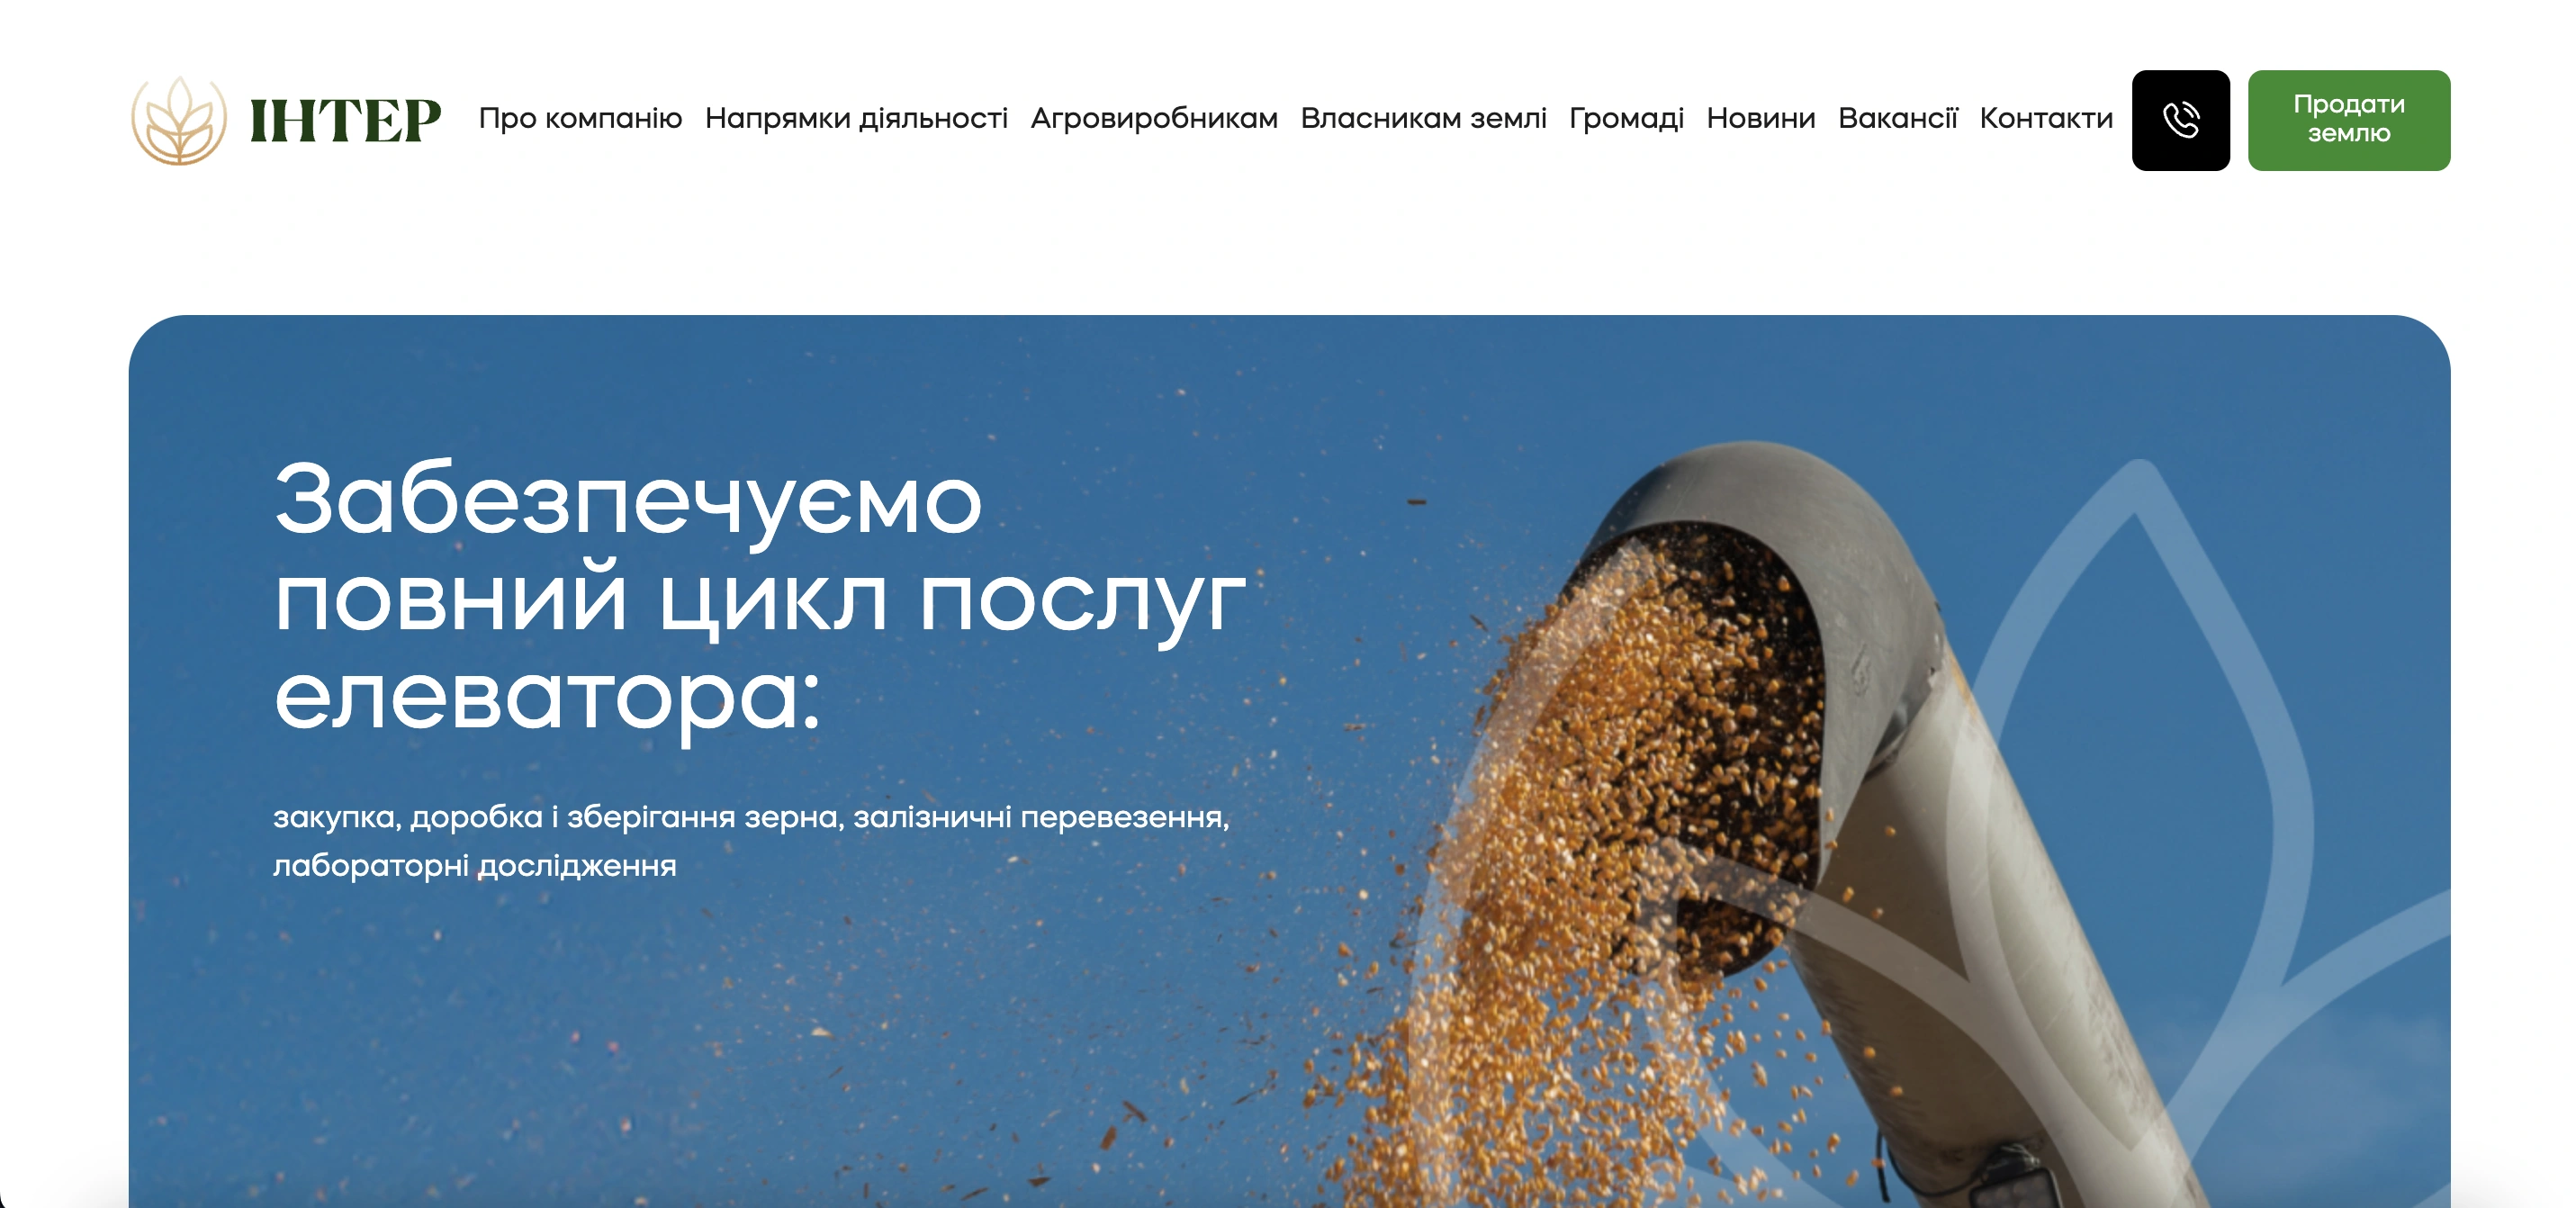 ІНТЕР
Про компанію Напрямки діяльності Агровиробникам Власникам землі Громаді Новини Вакансії Контакти
Продати
землю
Забезпечуємо
повний цикл послуг
елеватора:
закупка, доробка і зберігання зерна, залізничні перевезення,
лабораторні дослідження